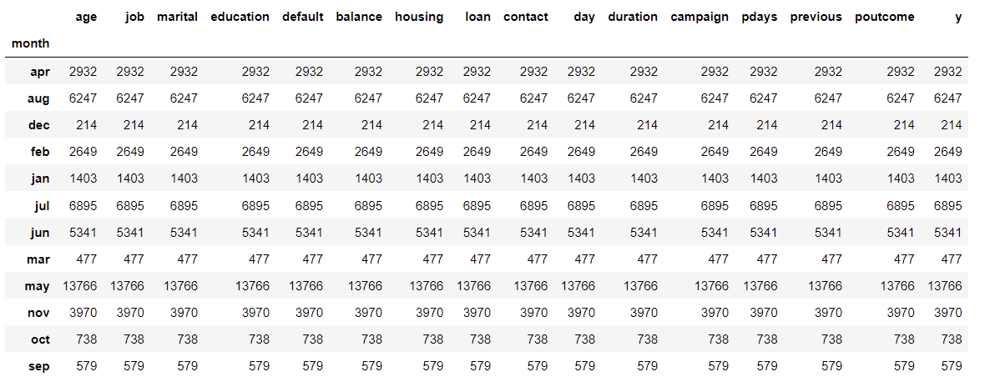 age job marital education default balance housing loan contact day duration campaign pdays previous poutcome y
month
apr 2932 2932 2932 2932 2932 2932 2932 2932 2932 2932 2932 2932 2932 2932 2932 2932
aug 6247 6247 6247 6247 6247 6247 6247 6247 6247 6247 6247 6247 6247 6247 6247 6247
dec 214 214 214 214 214 214 214 214 214 214 214 214 214 214 214 214
feb 2649 2649 2649 2649 2649 2649 2649 2649 2649 2649 2649 2649 2649 2649 2649 2649
jan 1403 1403 1403 1403 1403 1403 1403 1403 1403 1403 1403 1403 1403 1403 1403 1403
jul 6895 6895 6895 6895 6895 6895 6895 6895 6895 6895 6895 6895 6895 6895 6895 6895
jun 5341 5341 5341 5341 5341 5341 5341 5341 5341 5341 5341 5341 5341 5341 5341 5341
mar 477 477 477 477 477 477 477 477 477 477 477 477 477 477 477 477
may 13766 13766 13766 13766 13766 13766 13766 13766 13766 13766 13766 13766 13766 13766 13766 13766
nov 3970 3970 3970 3970 3970 3970 3970 3970 3970 3970 3970 3970 3970 3970 3970 3970
oct 738 738 738 738 738 738 738 738 738 738 738 738 738 738 738 738
sep 579 579 579 579 579 579 579 579 579 579 579 579 579 579 579 579